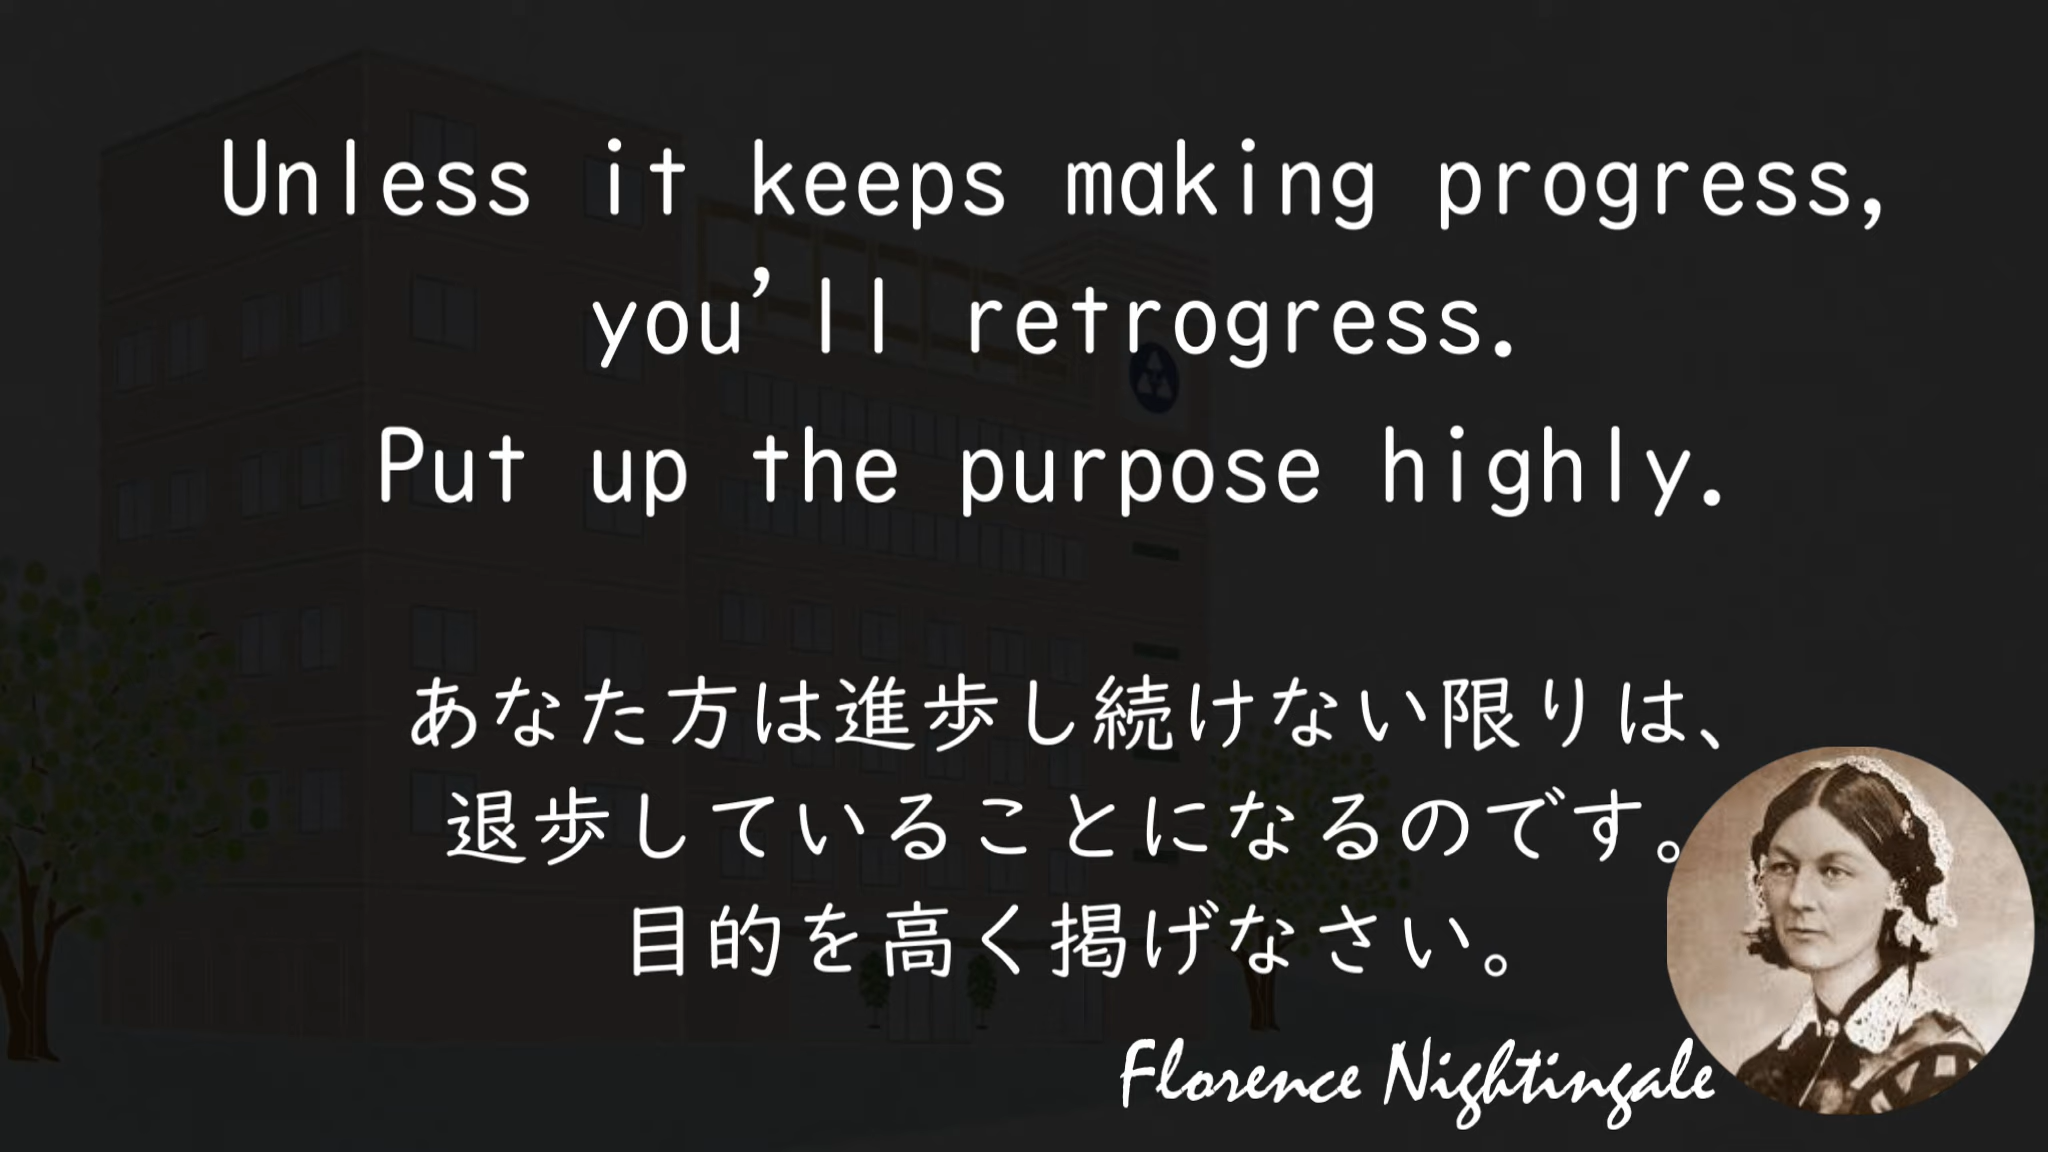 Unless it keeps making progress,
you'll retrogress.
Put up the purpose highly.
あなた方は進歩し続けない限りは、
退歩していることになるのです。
目的を高く掲げなさい。
Florence Nightingale